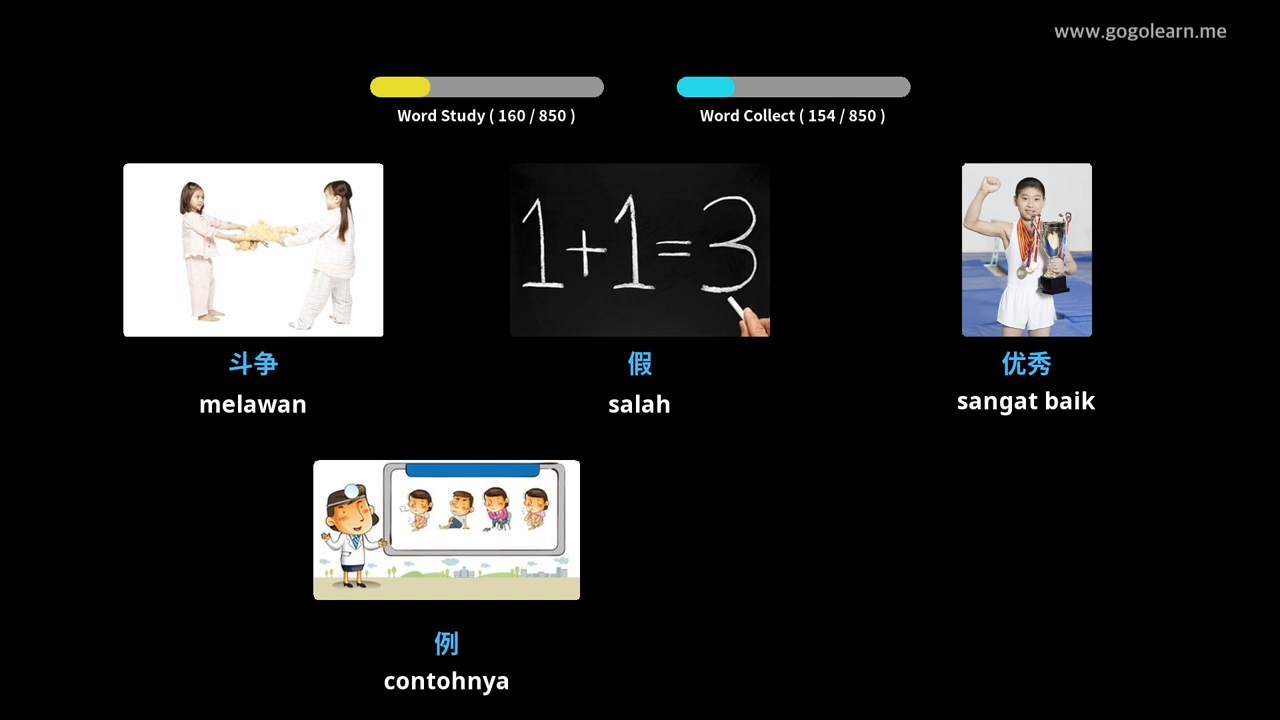 www.gogolearn.me
Word Study ( 160 / 850 )
Word Collect ( 154 / 850 )
1+1=3
斗争
melawan
假
salah
优秀
sangat baik
例
contohnya